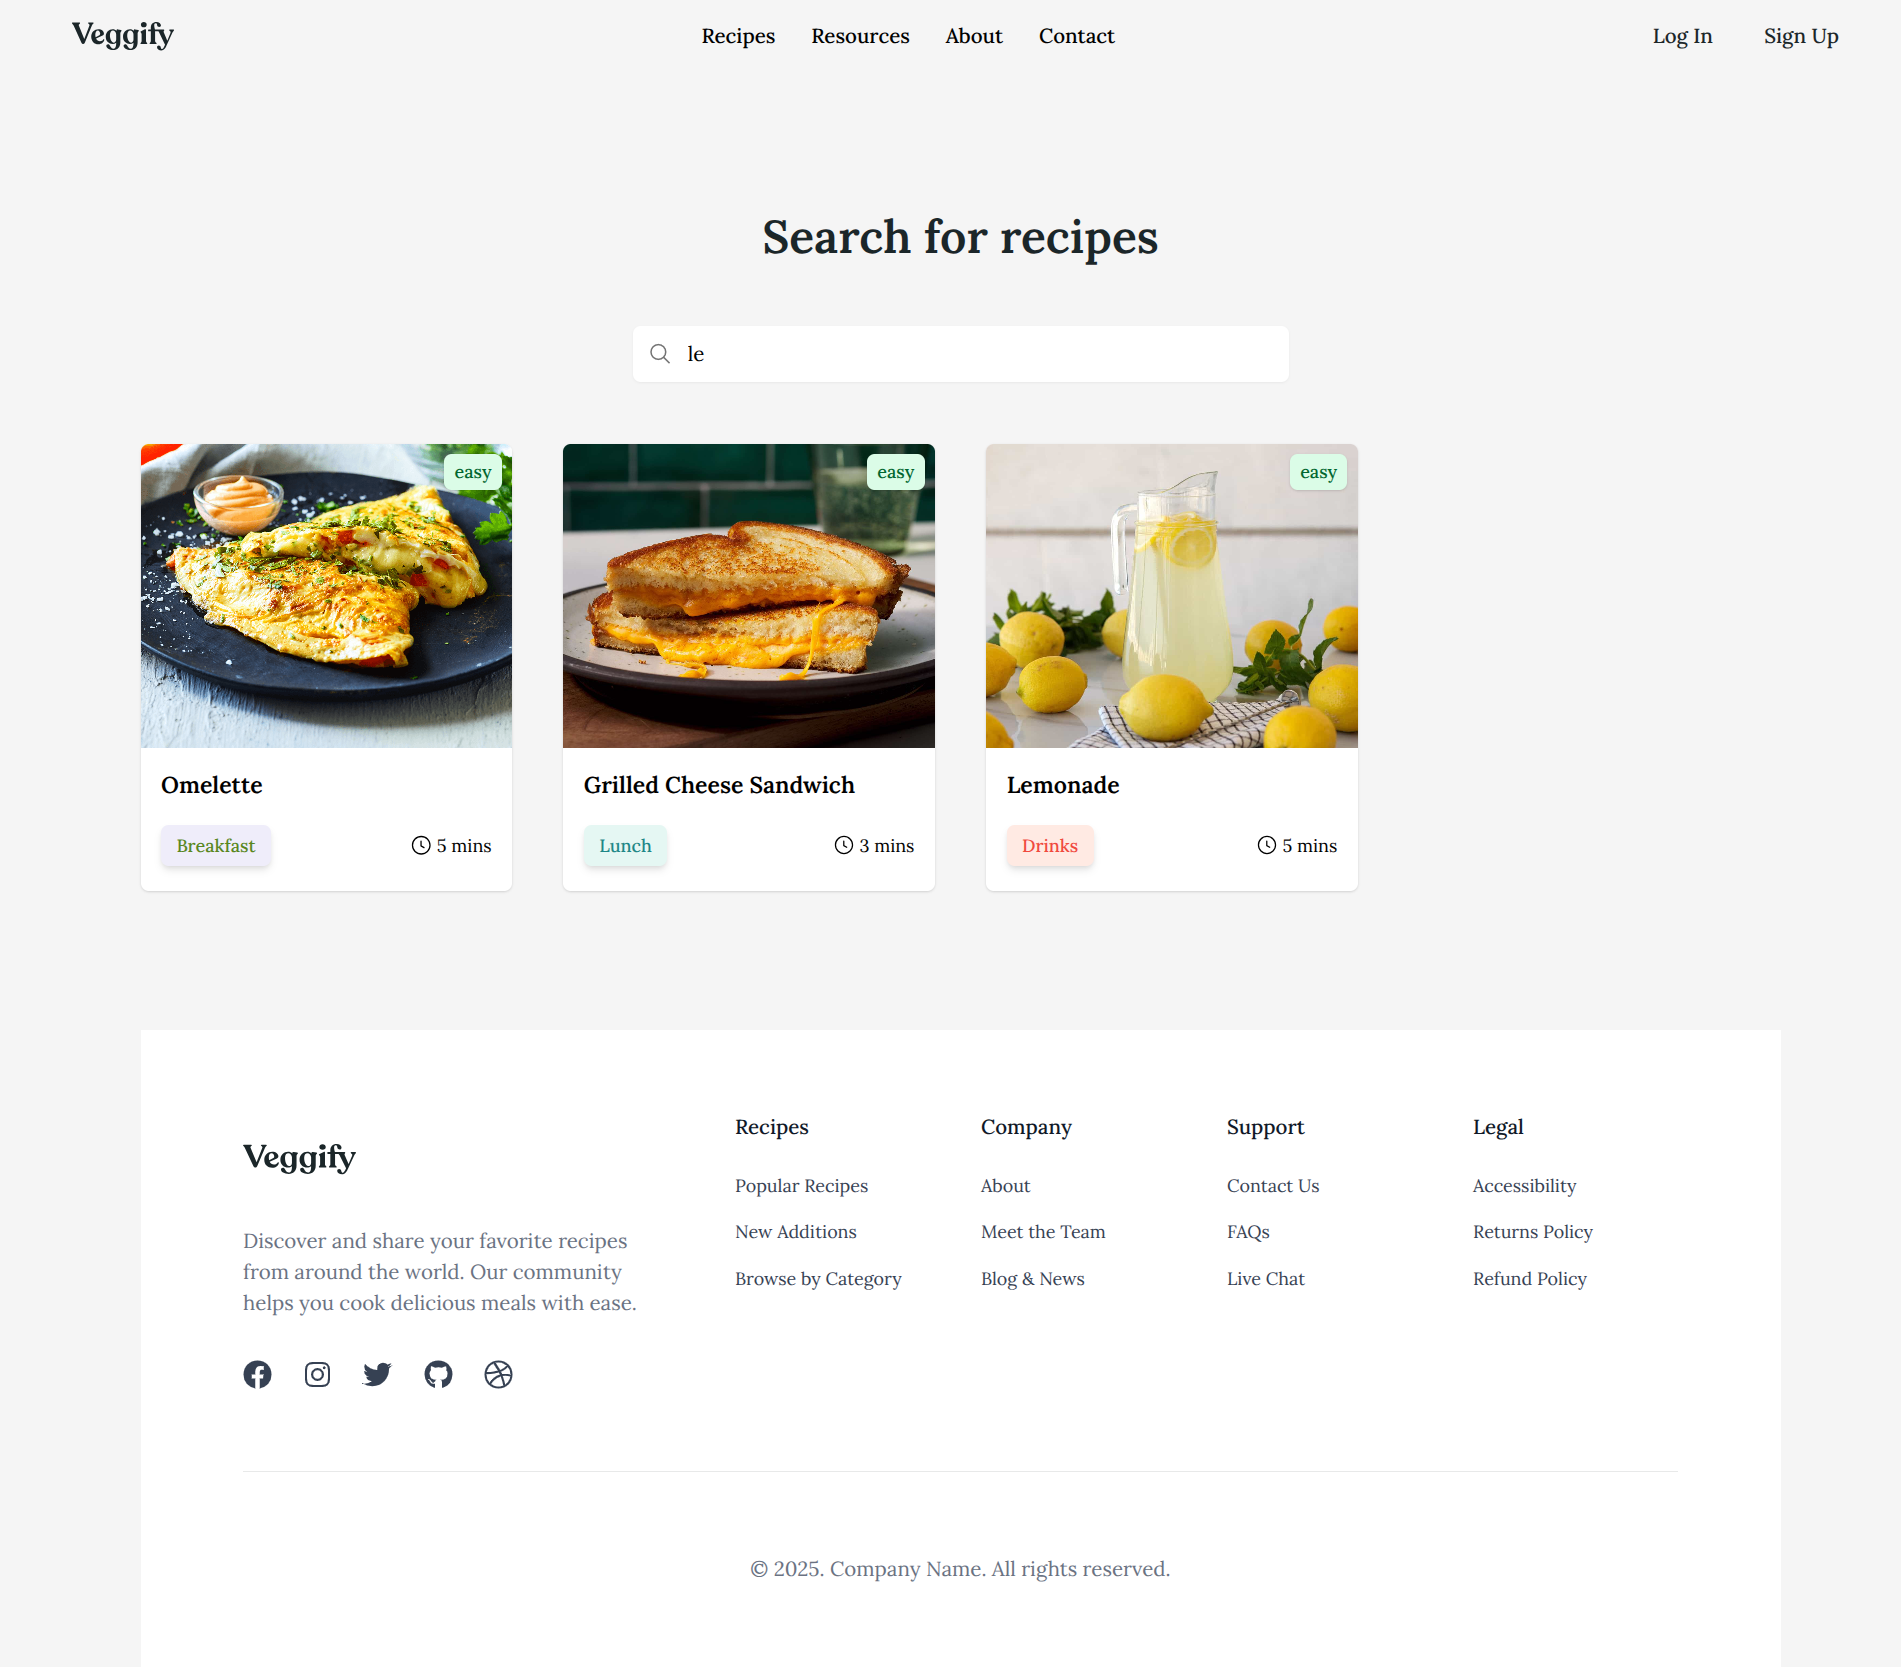 Veggify
Recipes Resources About Contact
Log In Sign Up
Search for recipes
le
easy
easy
easy
Omelette
Breakfast 5 mins
Grilled Cheese Sandwich
Lunch 3 mins
Lemonade
Drinks 5 mins
Veggify
Discover and share your favorite recipes
from around the world. Our community
helps you cook delicious meals with ease.
Recipes
Popular Recipes
New Additions
Browse by Category
Company
About
Meet the Team
Blog & News
Support
Contact Us
FAQs
Live Chat
Legal
Accessibility
Returns Policy
Refund Policy
© 2025. Company Name. All rights reserved.